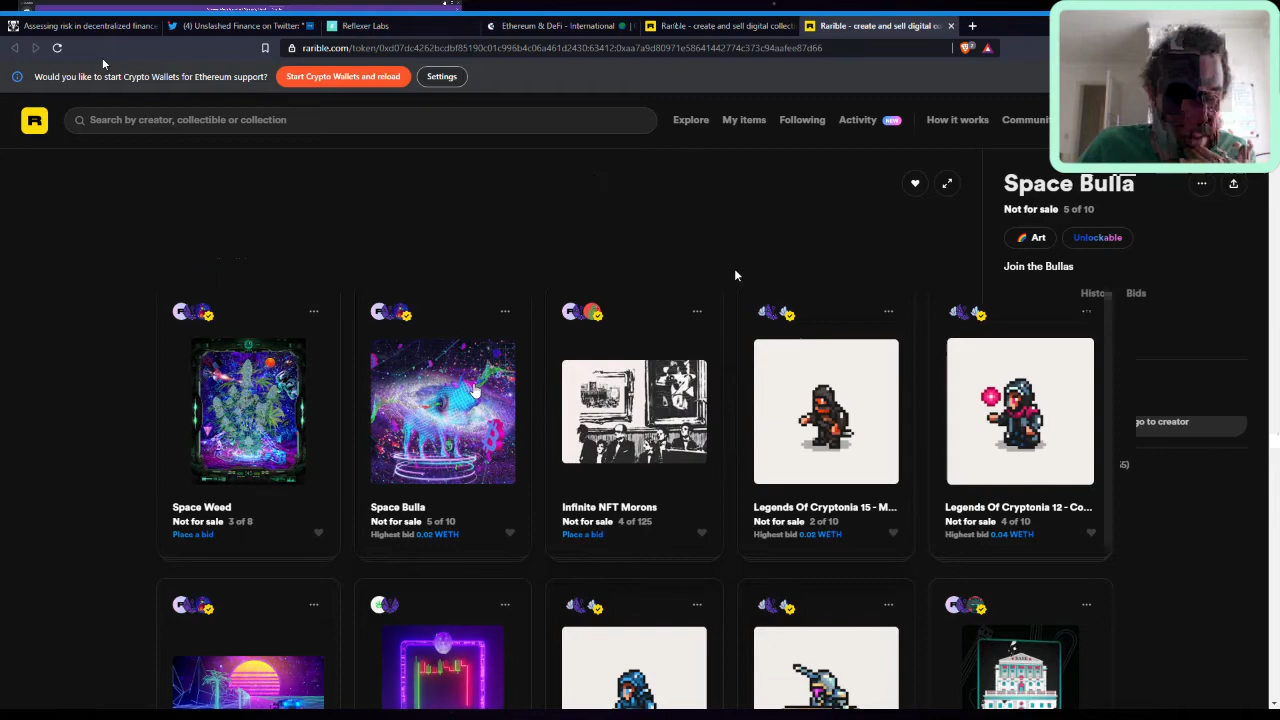 Assessing risk in decentralized finance
(4) Unslashed Finance on Twitter: "
Reflexer Labs
Ethereum & DeFi - International
Rarible - create and sell digital collecti
Rarible - create and sell digital co
rarible.com/token/0xd07dc4262bcdbf85190c01c996b4c06a461d2430:63412:0xaa7a9d80971e58641442774c373c94aafee87d66
2
Would you like to start Crypto Wallets for Ethereum support?
Start Crypto Wallets and reload
Settings
R
Search by creator, collectible or collection
Explore
My items
Following
Activity
NEW
How it works
Commun
Space Bulla
Not for sale 5 of 10
Art
Unlockable
Join the Bullas
Histo
Bids
go to creator
Space Weed
Not for sale 3 of 8
Place a bid
Space Bulla
Not for sale 5 of 10
Highest bid 0.02 WETH
Infinite NFT Morons
Not for sale 4 of 125
Place a bid
Legends Of Cryptonia 15 - M...
Not for sale 2 of 10
Highest bid 0.02 WETH
Legends Of Cryptonia 12 - Co...
Not for sale 4 of 10
Highest bid 0.04 WETH